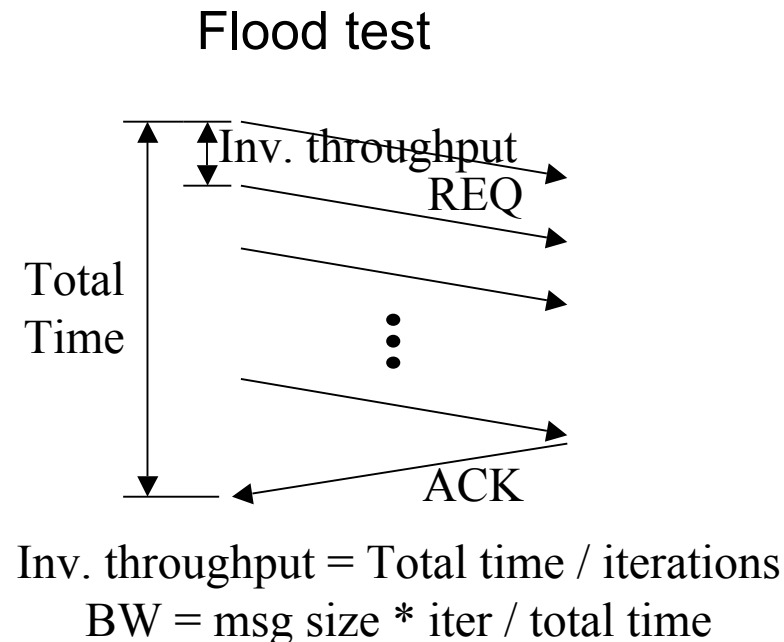 Flood test
Inv. throughput
REQ
Total
Time
ACK
Inv. throughput = Total time / iterations
BW = msg size * iter / total time